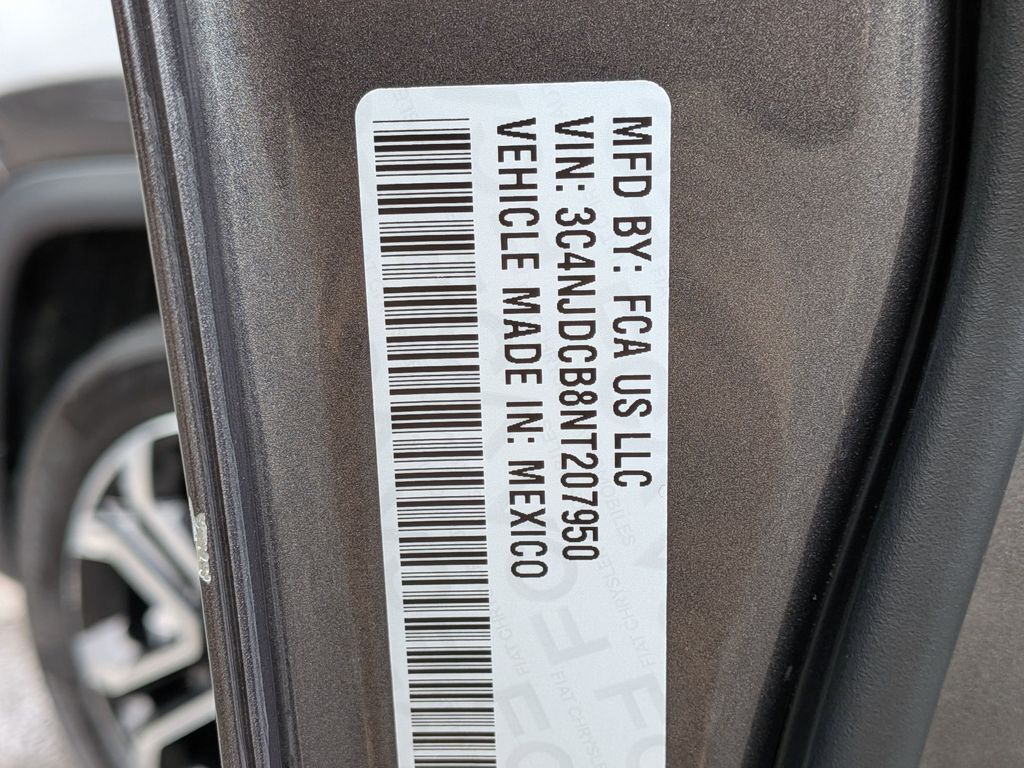 MFD BY: FCA US LLC
VIN: 3C4NJDCB8NT207950
VEHICLE MADE IN: MEXICO